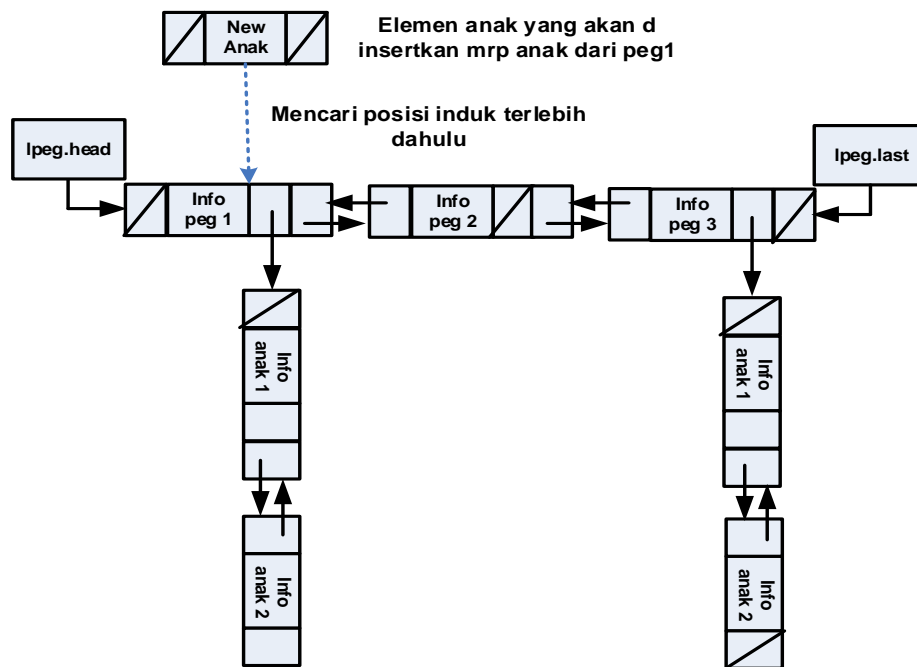 New
Anak
Elemen anak yang akan d
insertkan mrp anak dari peg1
Mencari posisi induk terlebih
dahulu
lpeg.head
lpeg.last
Info
peg 1
Info
peg 2
Info
peg 3
Info
anak 1
Info
anak 1
Info
anak 2
Info
anak 2